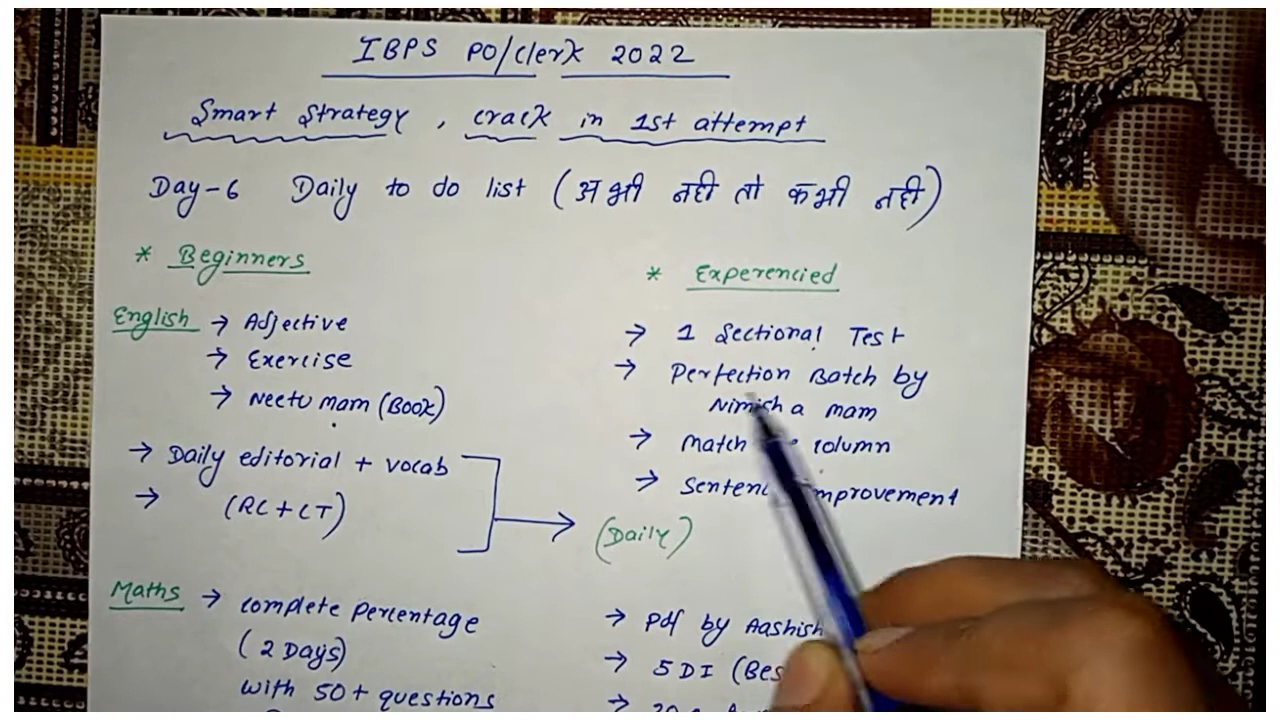 IBPS PO/Clerk 2022
Smart Strategy, crack in 1st attempt
Day-6 Daily to do list (अभी नही तो कभी नही)
* Beginners
English → Adjective
→ Exercise
→ Neetu mam (Book)
→ Daily editorial + vocab
→ (RC + CT)
(Daily)
* Experencied
→ 1 Sectional Test
→ Perfection Batch by
Nimisha mam
→ Match column
→ improvement
Maths → Complete percentage
(2 Days)
with 50+ questions
→ Pdf by Aashish
→ 5 DI
→